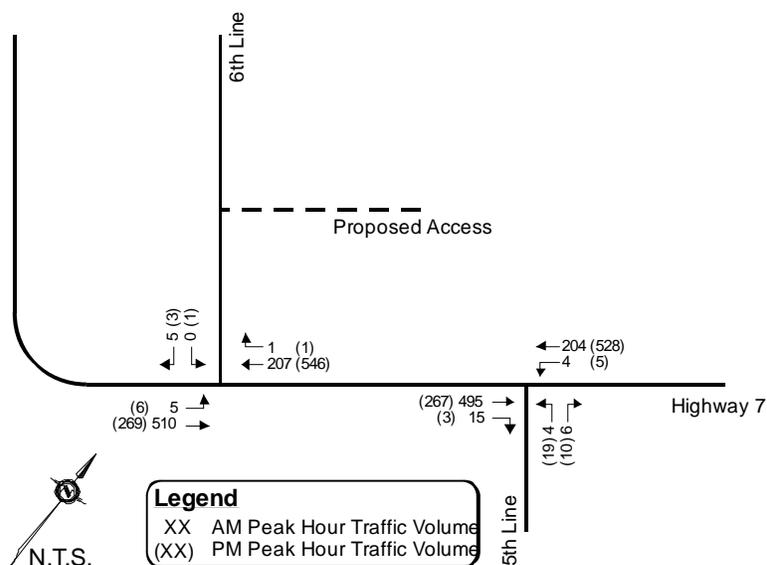 6th Line
Proposed Access
5 (3)
0 (1)
1 (1)
207 (546)
204 (528)
4 (5)
(6) 5
(269) 510
(267) 495
(3) 15
Highway 7
(19) 4
(10) 6
5th Line
N
N.T.S.
Legend
XX AM Peak Hour Traffic Volume
(XX) PM Peak Hour Traffic Volume